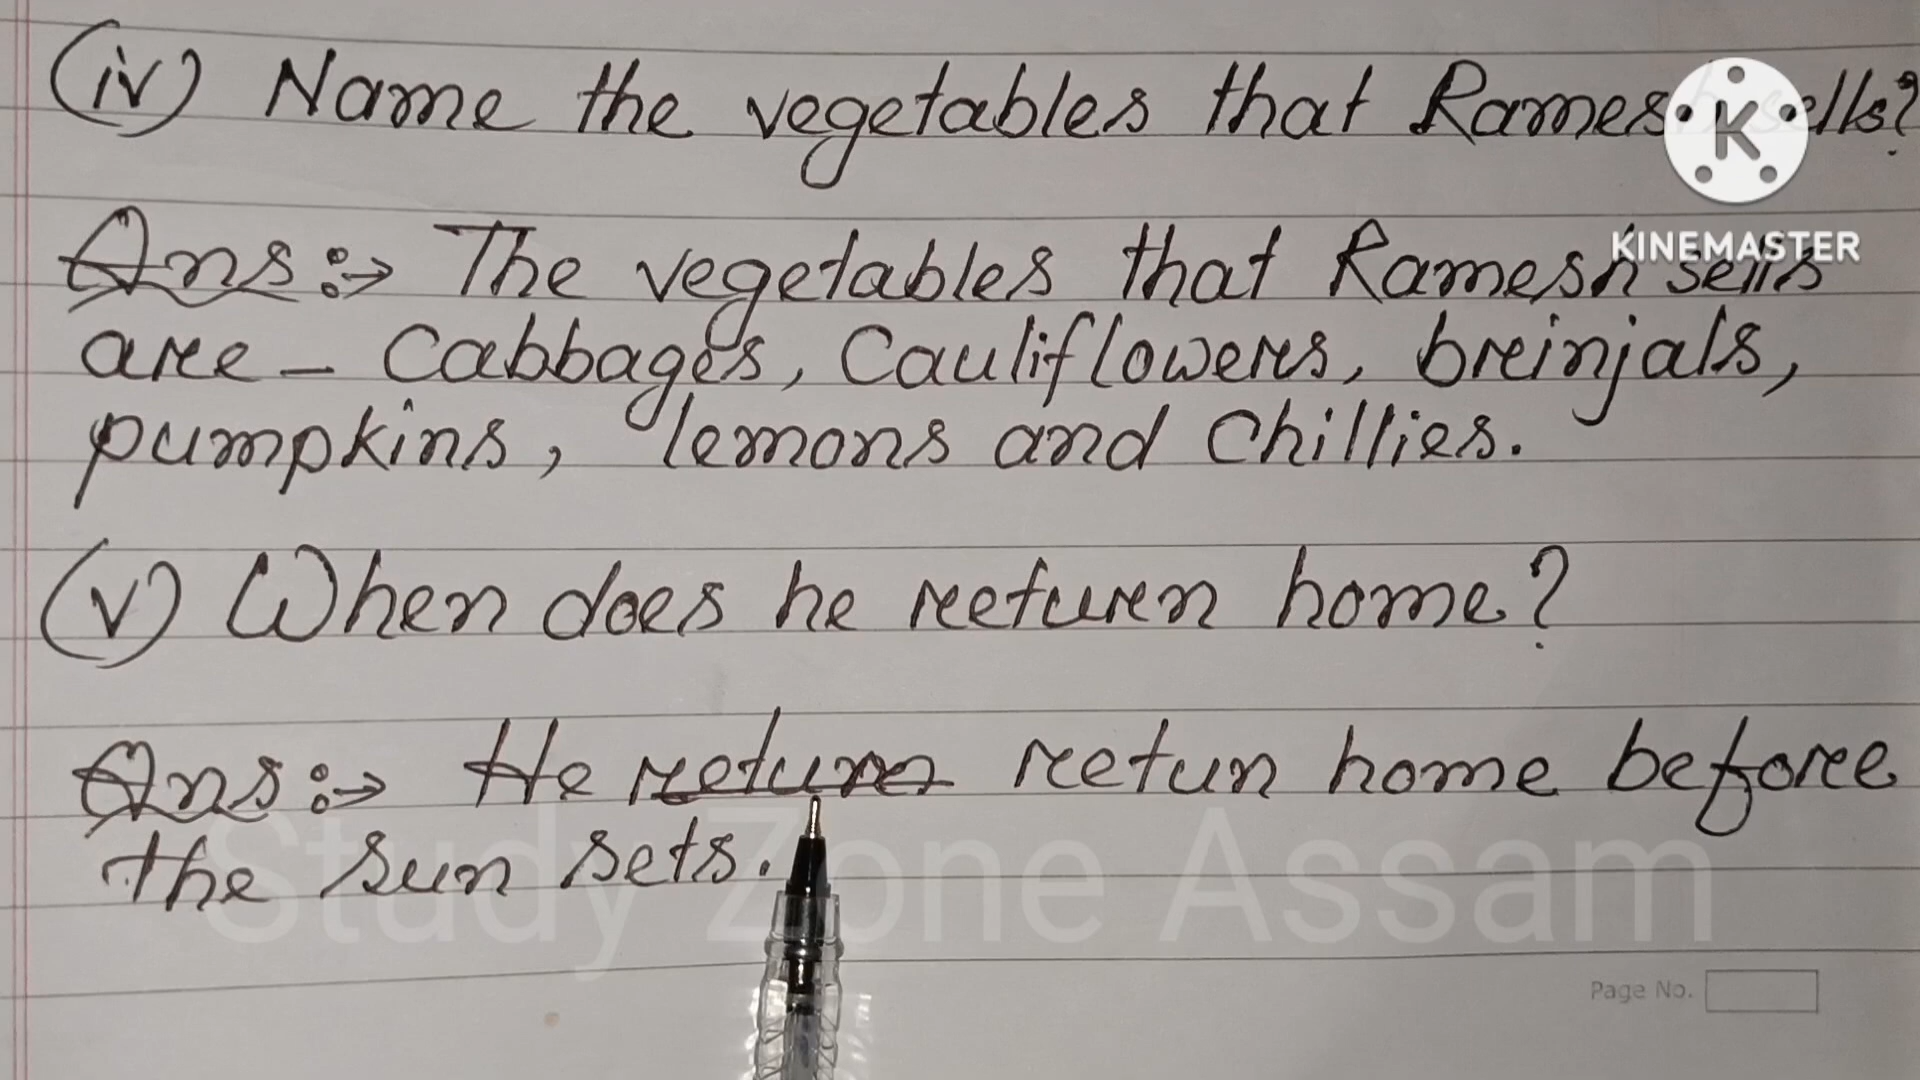 (iv) Name the vegetables that Ramesh sells?
KINEMASTER
Ans:→ The vegetables that Ramesh sells
are – Cabbages, Cauliflowers, breinjals,
pumpkins, lemons and Chillies.
(v) When does he return home?
Ans:→ He return retun home before
the sun sets.
Study Zone Assam
Page No.